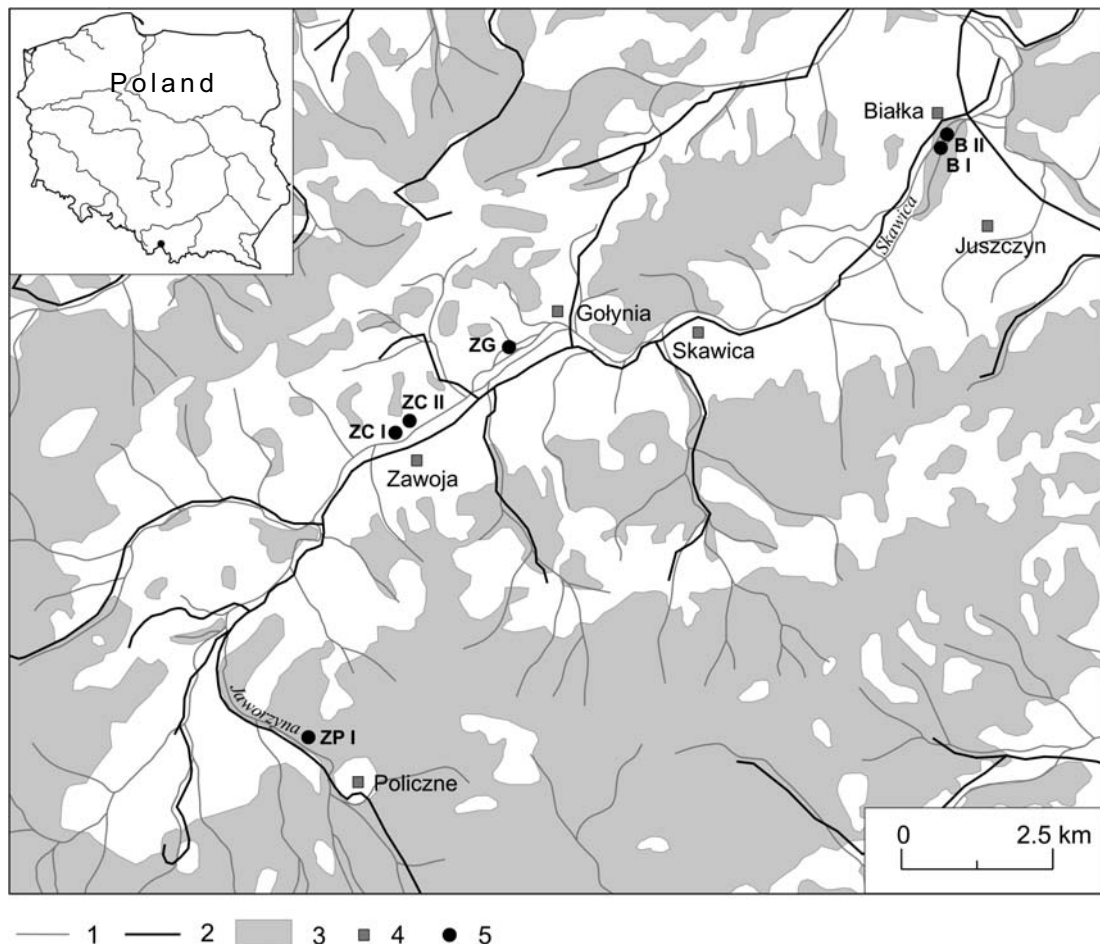 Poland
Białka
B II
B I
Skawica
Juszczyn
Gołynia
ZG
Skawica
ZC II
ZC I
Zawoja
Jaworzyna
ZP I
Policzne
0 2.5 km
1 2 3 4 5